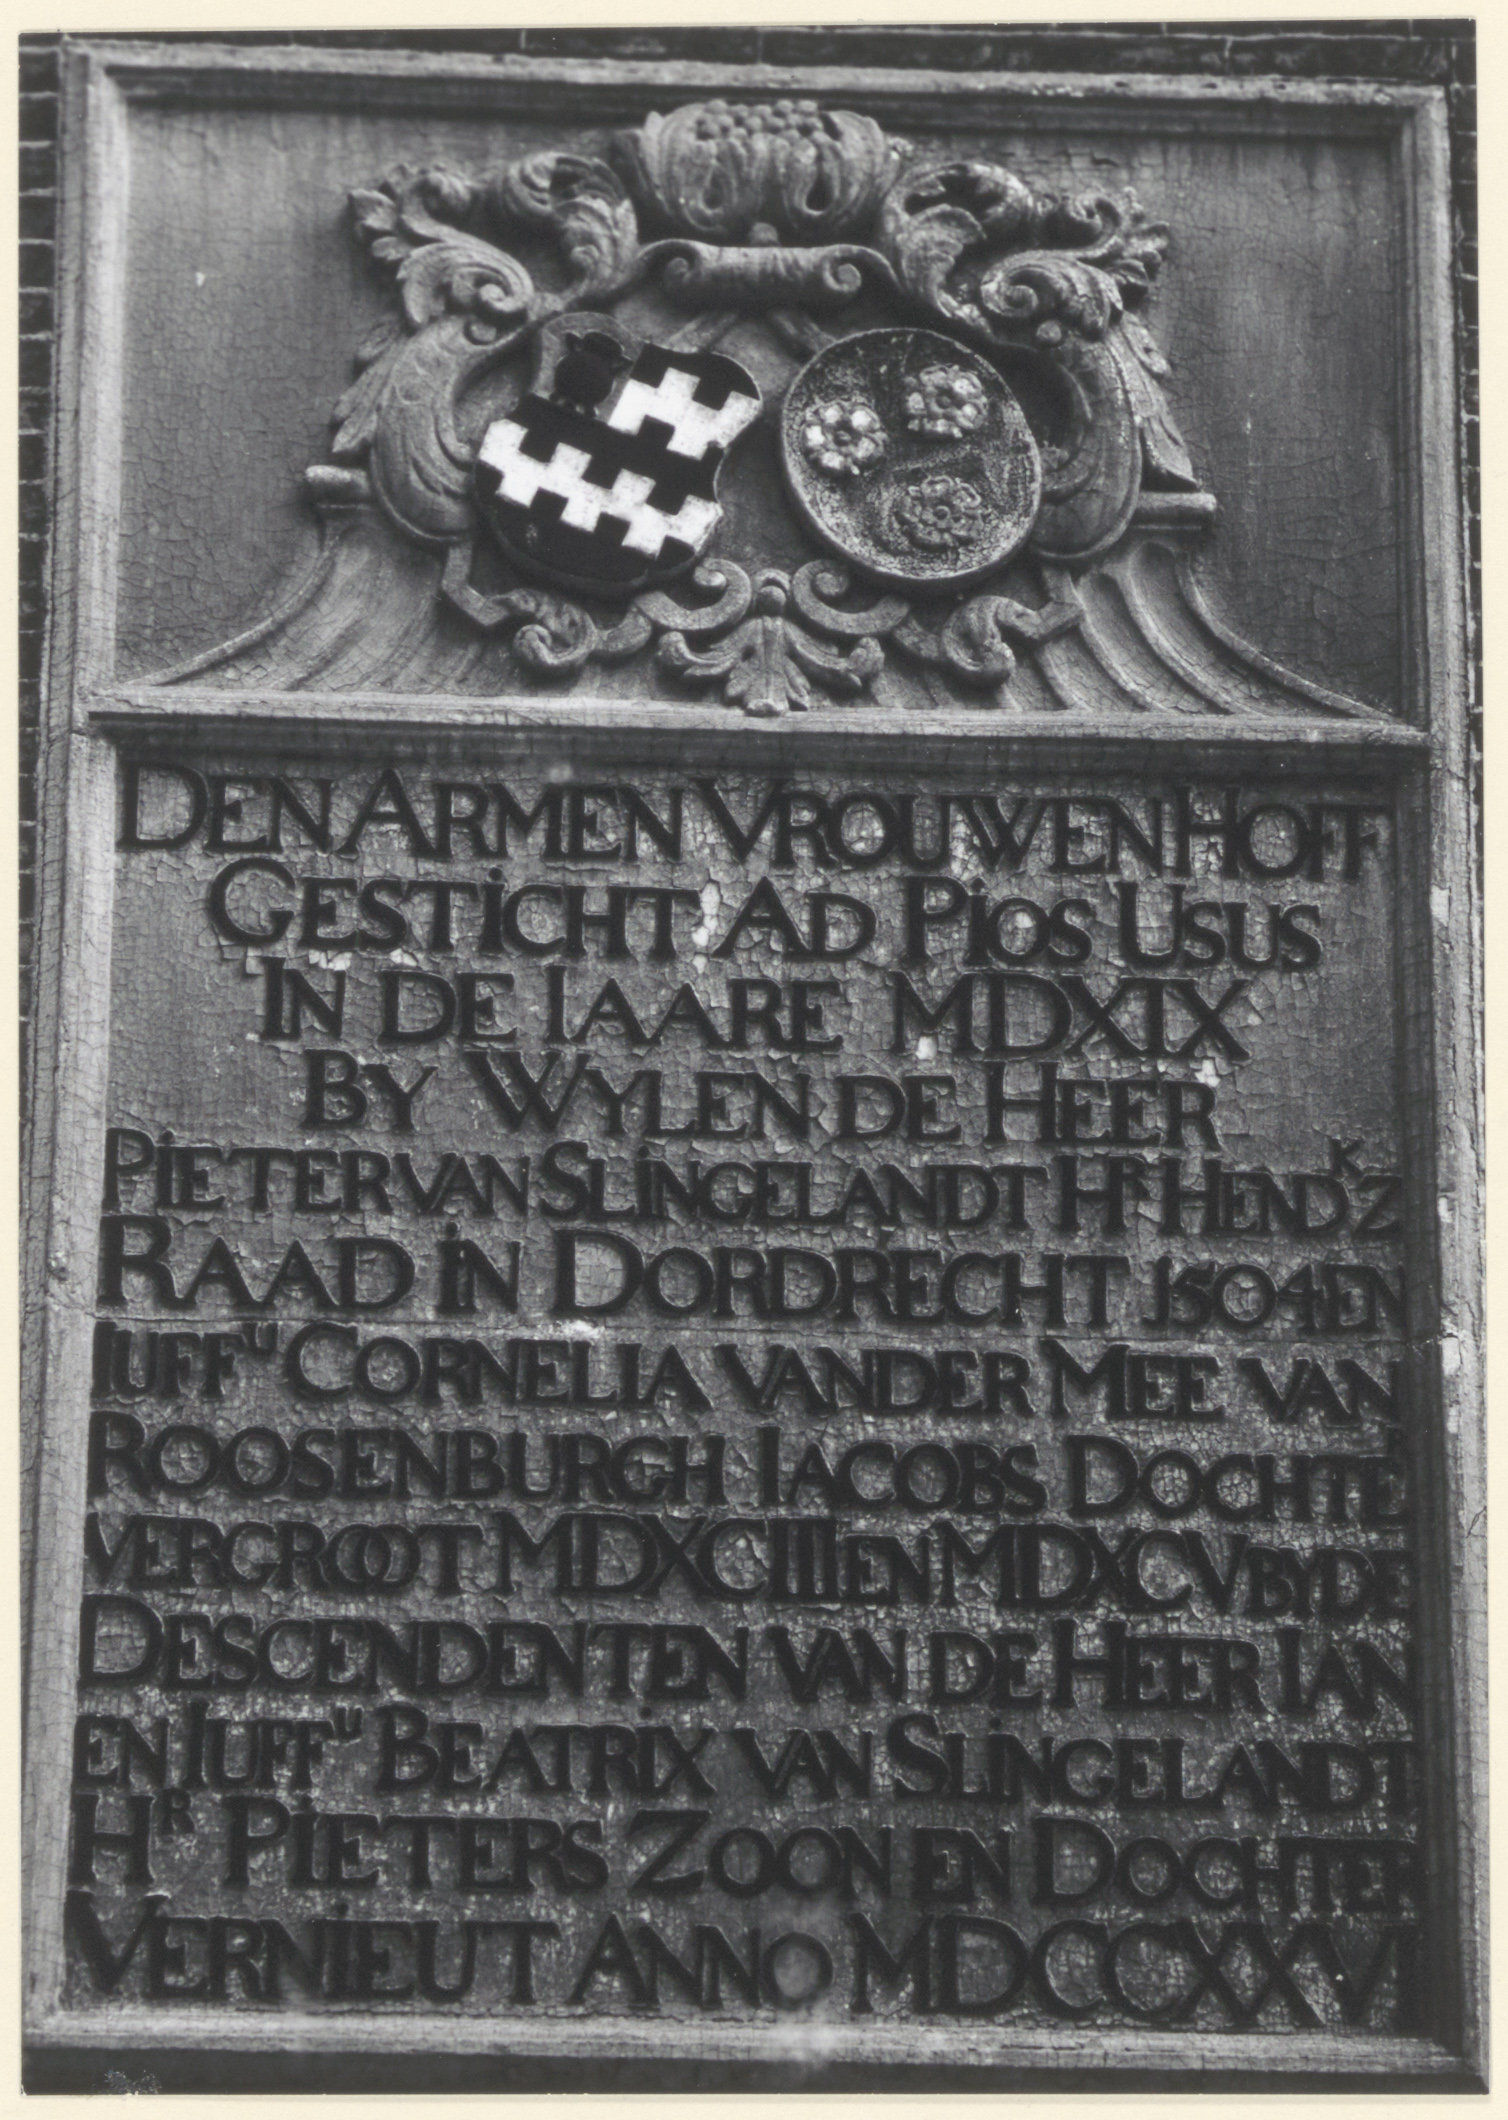 DEN ARMEN VROUWEN HOFF
GESTICHT AD PIOS USUS
IN DE IAARE MDXIX
BY WYLEN DE HEER
PIETER VAN SLINGELANDT HR HENDKZ
RAAD IN DORDRECHT 1504 EN
IUFFU CORNELIA VANDER MEE VAN
ROOSENBURGH IACOBS DOCHTER
VERGROOT MDXCIII EN MDXCV BY DE
DESCENDENTEN VAN DE HEER IAN
EN IUFFU BEATRIX VAN SLINGELANDT
HR PIETERS ZOON EN DOCHTER
VERNIEUT ANNO MDCCXXVI